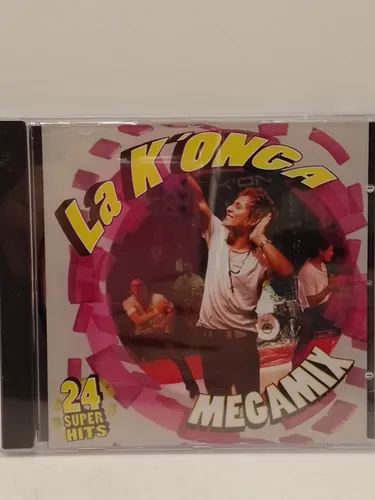 La K'ONGA
MEGAMIX
24
SUPER
HITS